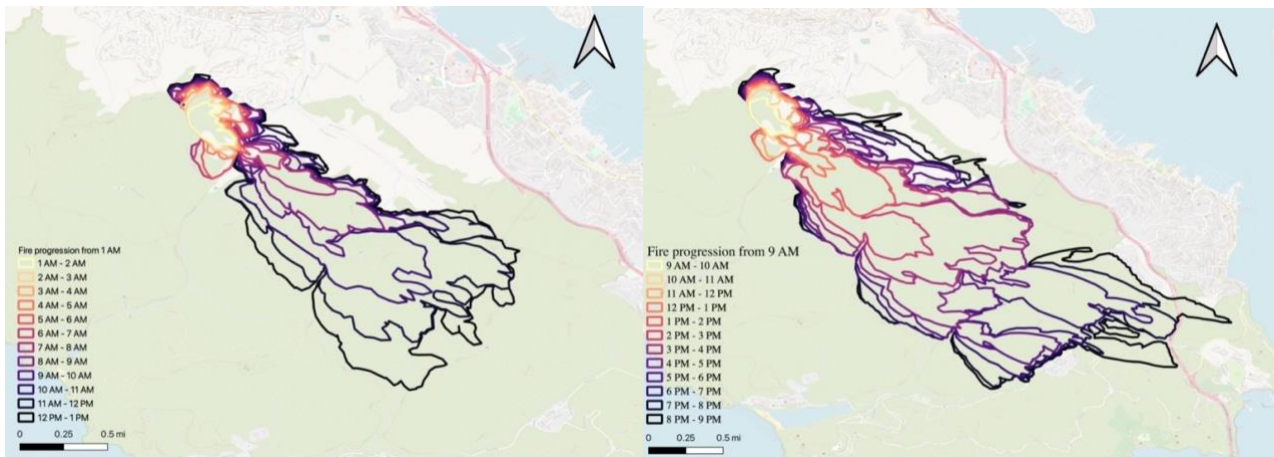 Fire progression from 1 AM
1 AM - 2 AM
2 AM - 3 AM
3 AM - 4 AM
4 AM - 5 AM
5 AM - 6 AM
6 AM - 7 AM
7 AM - 8 AM
8 AM - 9 AM
9 AM - 10 AM
10 AM - 11 AM
11 AM - 12 PM
12 PM - 1 PM
0 0.25 0.5 mi
Fire progression from 9 AM
9 AM - 10 AM
10 AM - 11 AM
11 AM - 12 PM
12 PM - 1 PM
1 PM - 2 PM
2 PM - 3 PM
3 PM - 4 PM
4 PM - 5 PM
5 PM - 6 PM
6 PM - 7 PM
7 PM - 8 PM
8 PM - 9 PM
0 0.25 0.5 mi